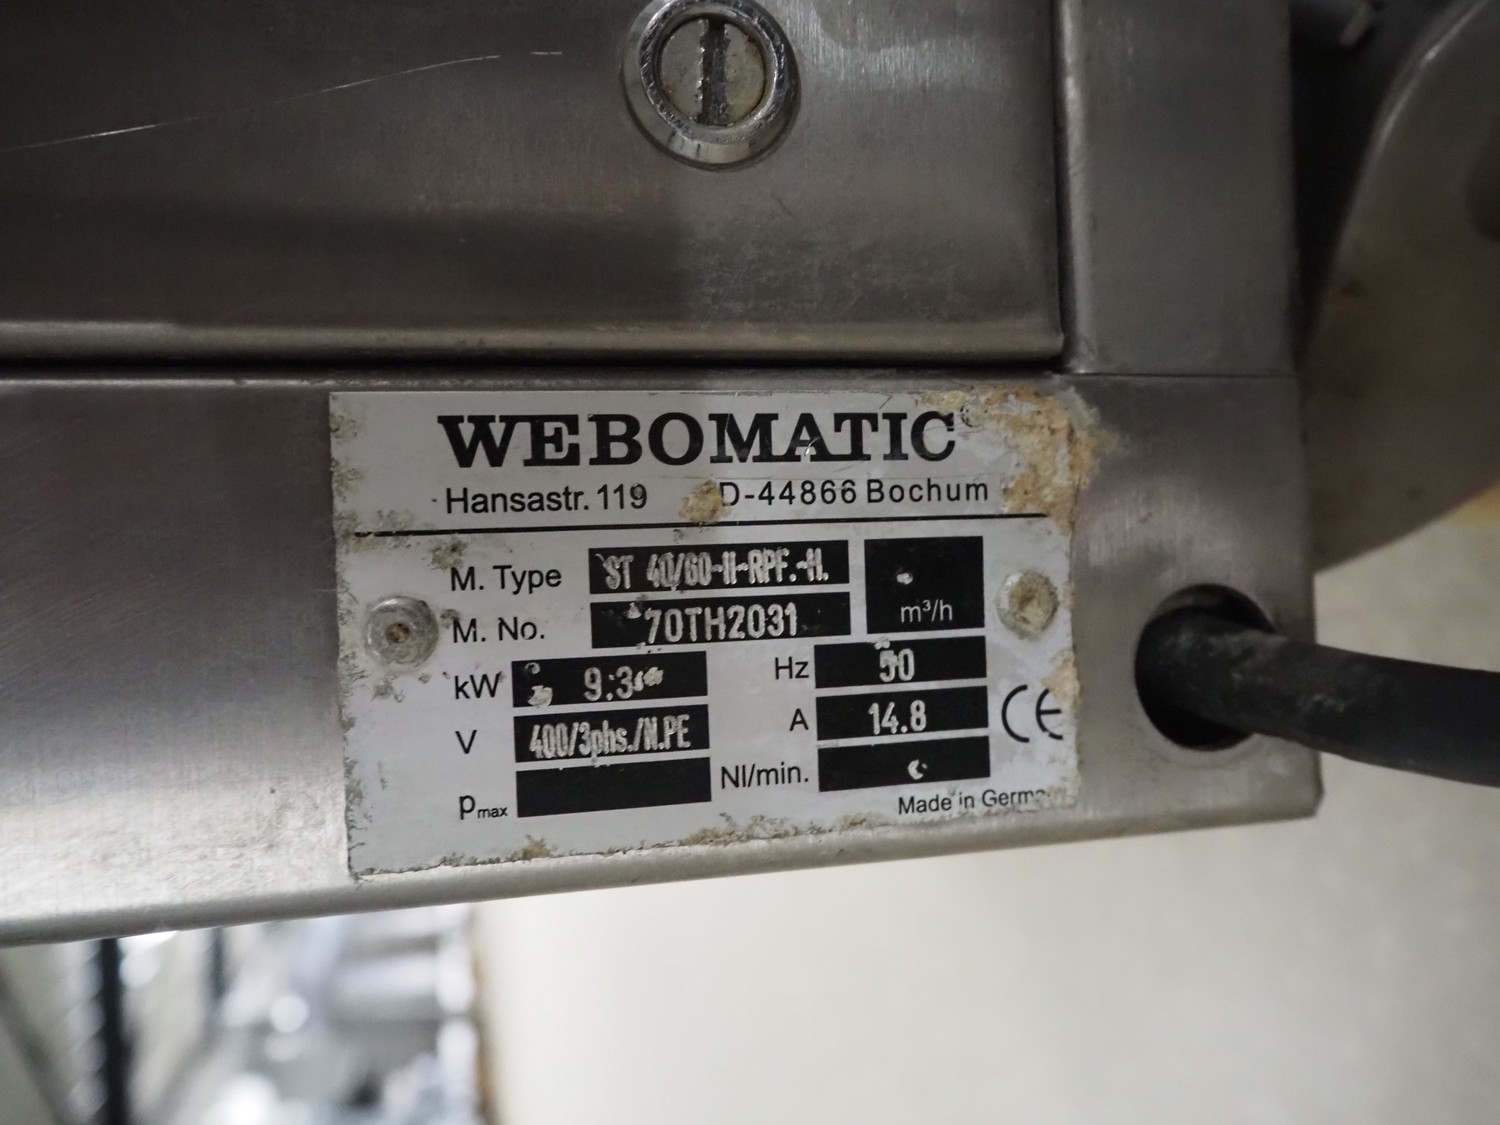 WEBOMATIC
Hansastr. 119 D-44866 Bochum
M. Type ST 40/60-II-RPF.-H.
m³/h
M. No. 70TH2031
kW 9.3 Hz 50
V 400/3phs./N.PE A 14.8 CE
pmax Nl/min.
Made in